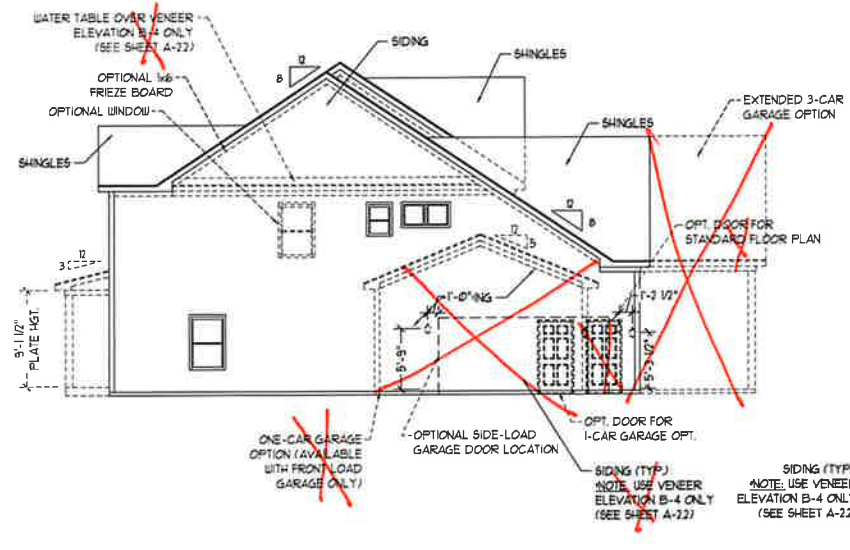 WATER TABLE OVER VENEER
ELEVATION B-4 ONLY
(SEE SHEET A-22)
12
8
SIDING
SHINGLES
OPTIONAL 1x6
FRIEZE BOARD
OPTIONAL WINDOW
EXTENDED 3-CAR
GARAGE OPTION
SHINGLES
SHINGLES
12
8
OPT. DOOR FOR
STANDARD FLOOR PLAN
12
5
12
3
9'-1 1/2"
PLATE HGT.
1'-2 1/2"
5'-9"
5'-3 1/2"
ONE-CAR GARAGE
OPTION (AVAILABLE
WITH FRONT LOAD
GARAGE ONLY)
OPTIONAL SIDE-LOAD
GARAGE DOOR LOCATION
OPT. DOOR FOR
1-CAR GARAGE OPT.
SIDING (TYP.)
NOTE: USE VENEER
ELEVATION B-4 ONLY
(SEE SHEET A-22)
SIDING (TYP
NOTE: USE VENEER
ELEVATION B-4 ONLY
(SEE SHEET A-22